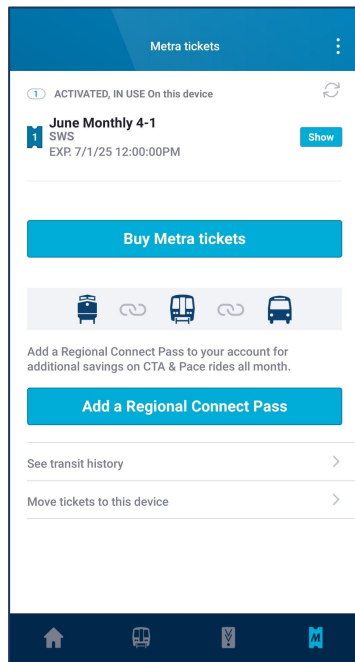 Metra tickets
1 ACTIVATED, IN USE On this device
June Monthly 4-1
1 SWS
Show
EXP. 7/1/25 12:00:00PM
Buy Metra tickets
Add a Regional Connect Pass to your account for
additional savings on CTA & Pace rides all month.
Add a Regional Connect Pass
See transit history
Move tickets to this device
M